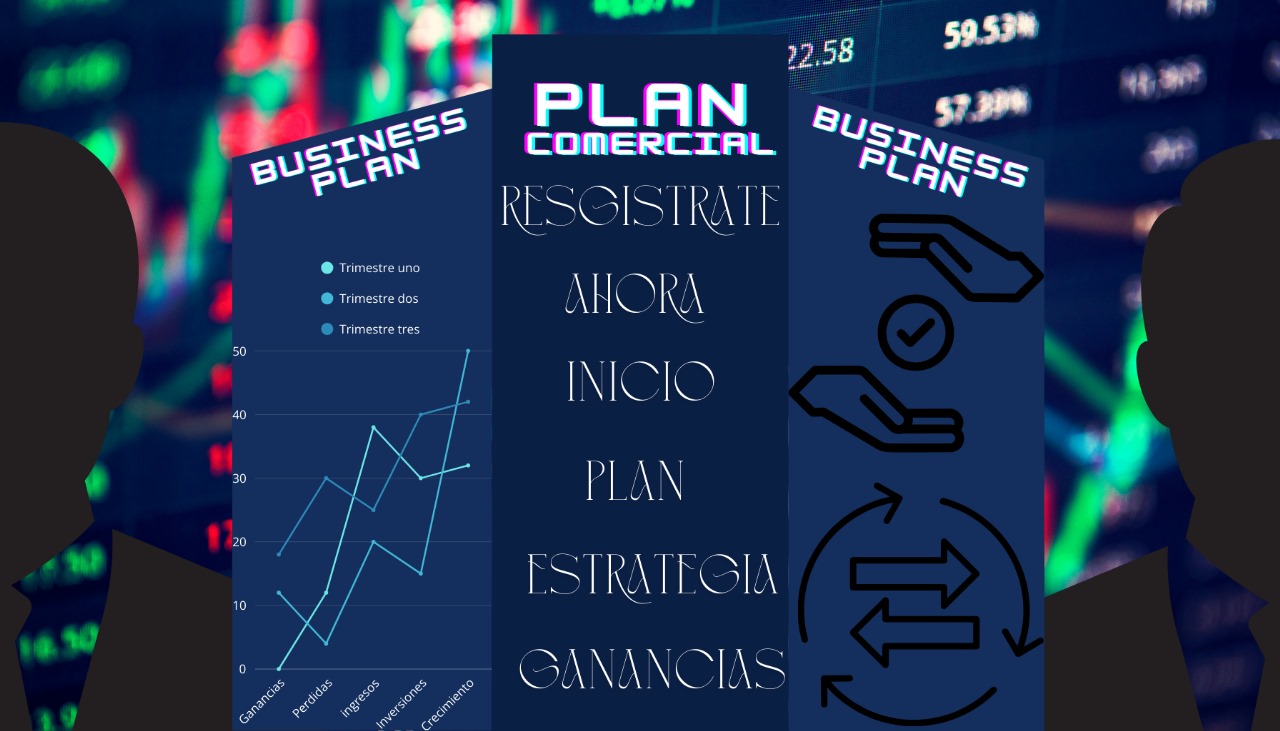 22.58
59.53%
57.39%
BUSINESS
PLAN
Trimestre uno
Trimestre dos
Trimestre tres
50
40
30
20
10
0
Ganancias
Perdidas
Ingresos
Inversiones
Crecimiento
PLAN
COMERCIAL
RESGISTRATE
AHORA
INICIO
PLAN
ESTRATEGIA
GANANCIAS
BUSINESS
PLAN